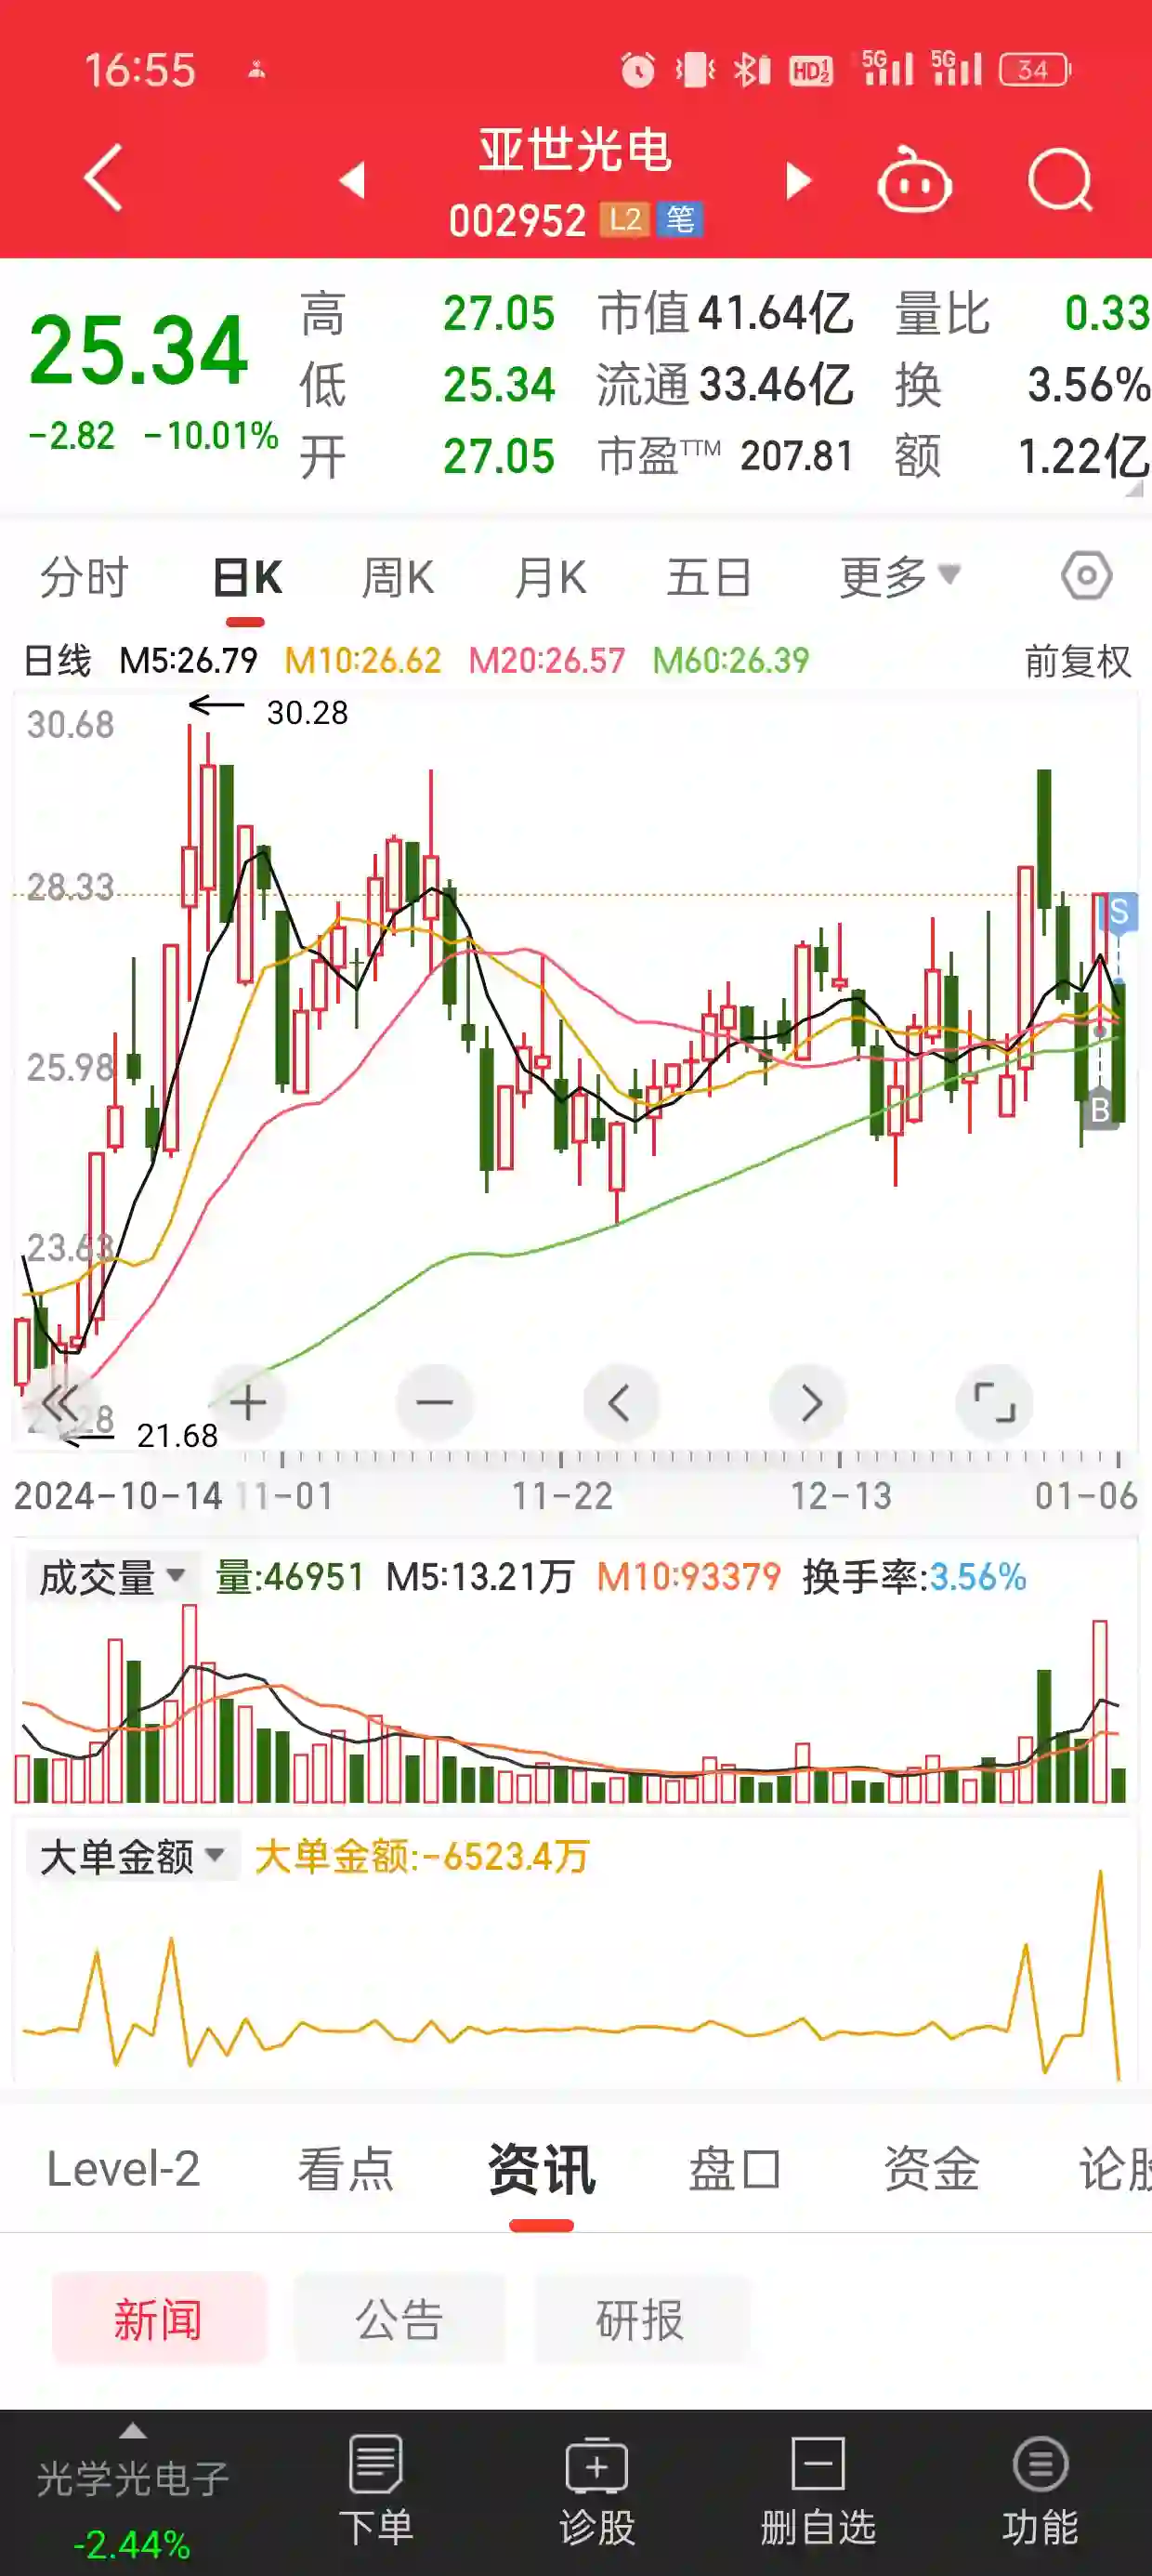 16:55 HD12 5G 5G 34
亚世光电
002952 L2 笔
25.34 高 27.05 市值 41.64亿 量比 0.33
低 25.34 流通 33.46亿 换 3.56%
-2.82 -10.01% 开 27.05 市盈TTM 207.81 额 1.22亿
分时 日K 周K 月K 五日 更多
日线 M5:26.79 M10:26.62 M20:26.57 M60:26.39 前复权
30.28
30.68
28.33
S
25.98
B
23.63
21.68
2024-10-14 11-01 11-22 12-13 01-06
成交量 量:46951 M5:13.21万 M10:93379 换手率:3.56%
大单金额 大单金额:-6523.4万
Level-2 看点 资讯 盘口 资金 论股
新闻 公告 研报
光学光电子 下单 诊股 删自选 功能
-2.44%